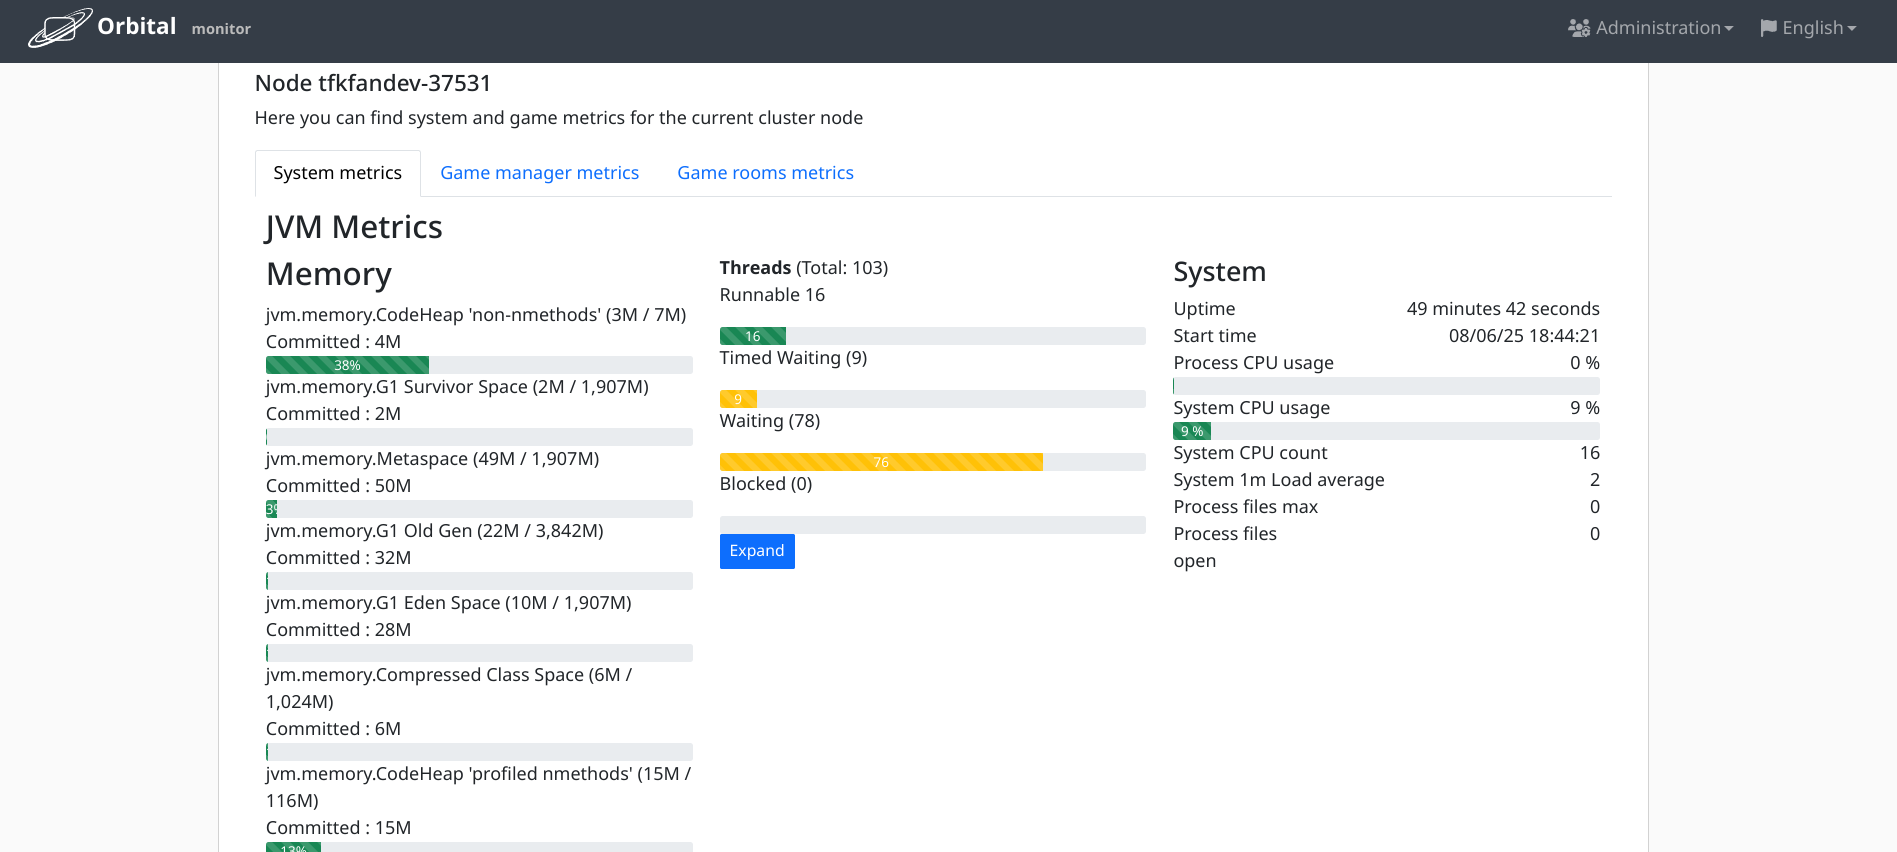 Orbital monitor
Administration
English
Node tfkfandev-37531
Here you can find system and game metrics for the current cluster node
System metrics
Game manager metrics
Game rooms metrics
JVM Metrics
Memory
jvm.memory.CodeHeap 'non-nmethods' (3M / 7M)
Committed : 4M
38%
jvm.memory.G1 Survivor Space (2M / 1,907M)
Committed : 2M
jvm.memory.Metaspace (49M / 1,907M)
Committed : 50M
3%
jvm.memory.G1 Old Gen (22M / 3,842M)
Committed : 32M
jvm.memory.G1 Eden Space (10M / 1,907M)
Committed : 28M
jvm.memory.Compressed Class Space (6M /
1,024M)
Committed : 6M
jvm.memory.CodeHeap 'profiled nmethods' (15M /
116M)
Committed : 15M
13%
Threads (Total: 103)
Runnable 16
16
Timed Waiting (9)
9
Waiting (78)
76
Blocked (0)
Expand
System
Uptime 49 minutes 42 seconds
Start time 08/06/25 18:44:21
Process CPU usage 0 %
System CPU usage 9 %
9 %
System CPU count 16
System 1m Load average 2
Process files max 0
Process files 0
open